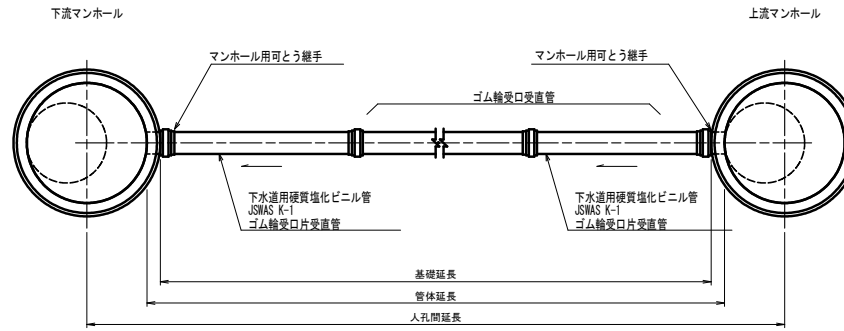 下流マンホール
上流マンホール
マンホール用可とう継手
マンホール用可とう継手
ゴム輪受口受直管
下水道用硬質塩化ビニル管
JSWAS K-1
ゴム輪受口片受直管
下水道用硬質塩化ビニル管
JSWAS K-1
ゴム輪受口片受直管
基礎延長
管体延長
人孔間延長